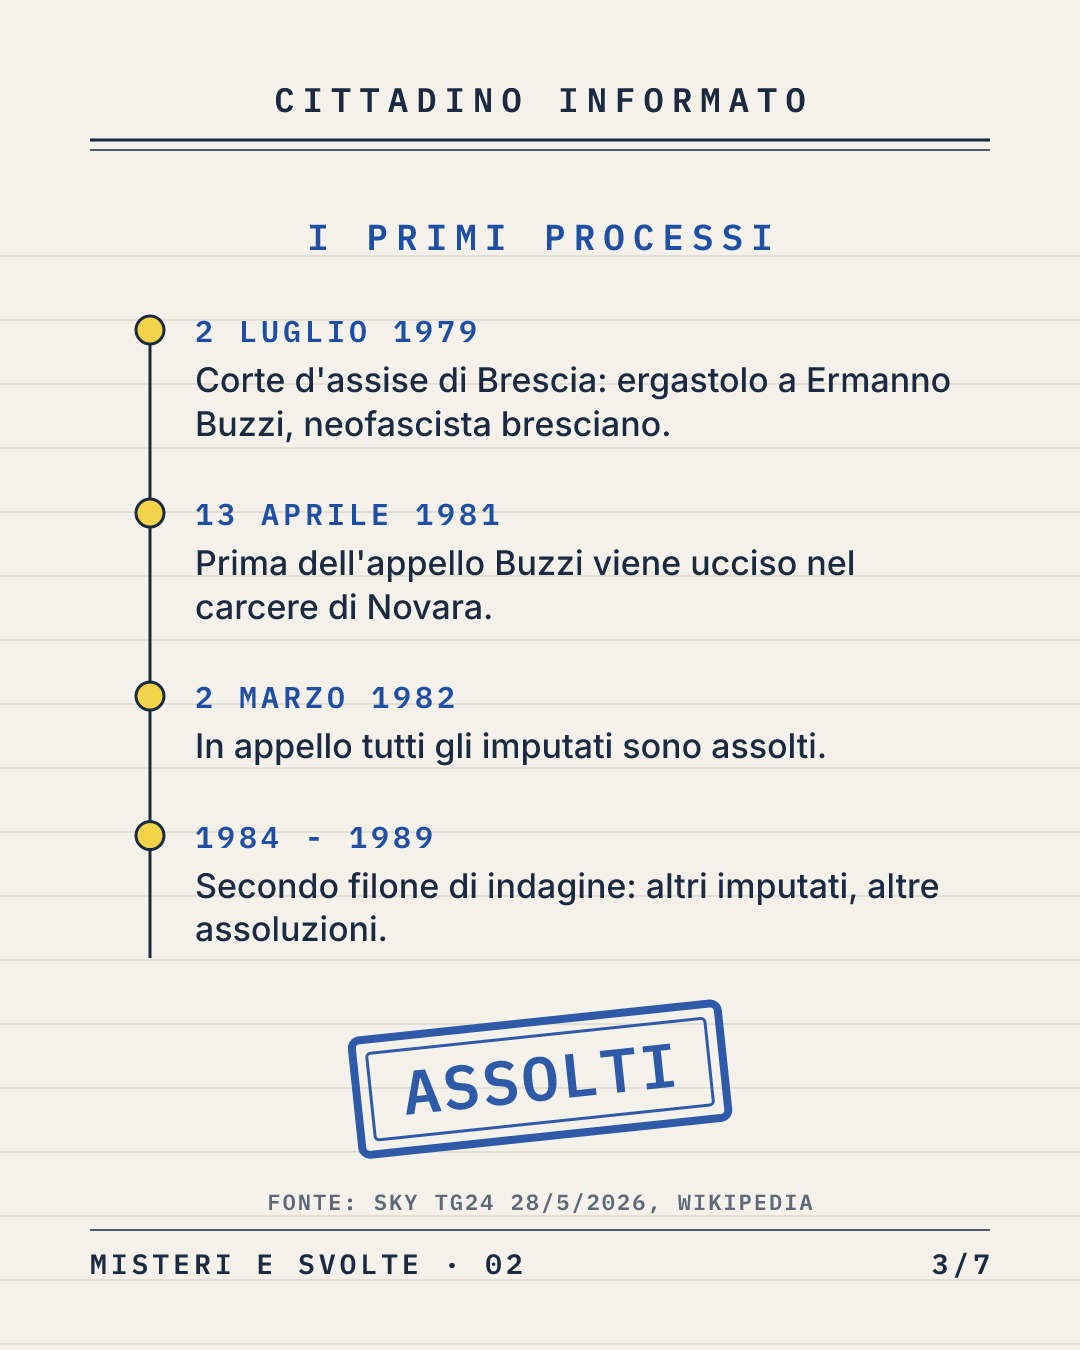 CITTADINO INFORMATO
I PRIMI PROCESSI
2 LUGLIO 1979
Corte d'assise di Brescia: ergastolo a Ermanno
Buzzi, neofascista bresciano.
13 APRILE 1981
Prima dell'appello Buzzi viene ucciso nel
carcere di Novara.
2 MARZO 1982
In appello tutti gli imputati sono assolti.
1984 - 1989
Secondo filone di indagine: altri imputati, altre
assoluzioni.
ASSOLTI
FONTE: SKY TG24 28/5/2026, WIKIPEDIA
MISTERI E SVOLTE · 02
3/7